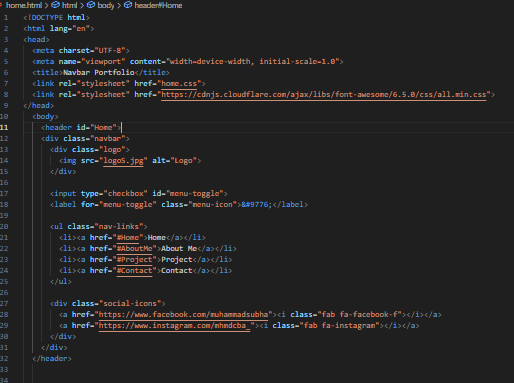 home.html > html > body > header#Home
1 <!DOCTYPE html>
2 <html lang="en">
3 <head>
4 <meta charset="UTF-8">
5 <meta name="viewport" content="width=device-width, initial-scale=1.0">
6 <title>Navbar Portfolio</title>
7 <link rel="stylesheet" href="home.css">
8 <link rel="stylesheet" href="https://cdnjs.cloudflare.com/ajax/libs/font-awesome/6.5.0/css/all.min.css">
9 </head>
10 <body>
11 <header id="Home">
12 <div class="navbar">
13 <div class="logo">
14 <img src="logoS.jpg" alt="Logo">
15 </div>
16
17 <input type="checkbox" id="menu-toggle">
18 <label for="menu-toggle" class="menu-icon">&#9776;</label>
19
20 <ul class="nav-links">
21 <li><a href="#Home">Home</a></li>
22 <li><a href="#AboutMe">About Me</a></li>
23 <li><a href="#Project">Project</a></li>
24 <li><a href="#Contact">Contact</a></li>
25 </ul>
26
27 <div class="social-icons">
28 <a href="https://www.facebook.com/muhammadsubha"><i class="fab fa-facebook-f"></i></a>
29 <a href="https://www.instagram.com/mhmdcba_"><i class="fab fa-instagram"></i></a>
30 </div>
31 </div>
32 </header>
33
34